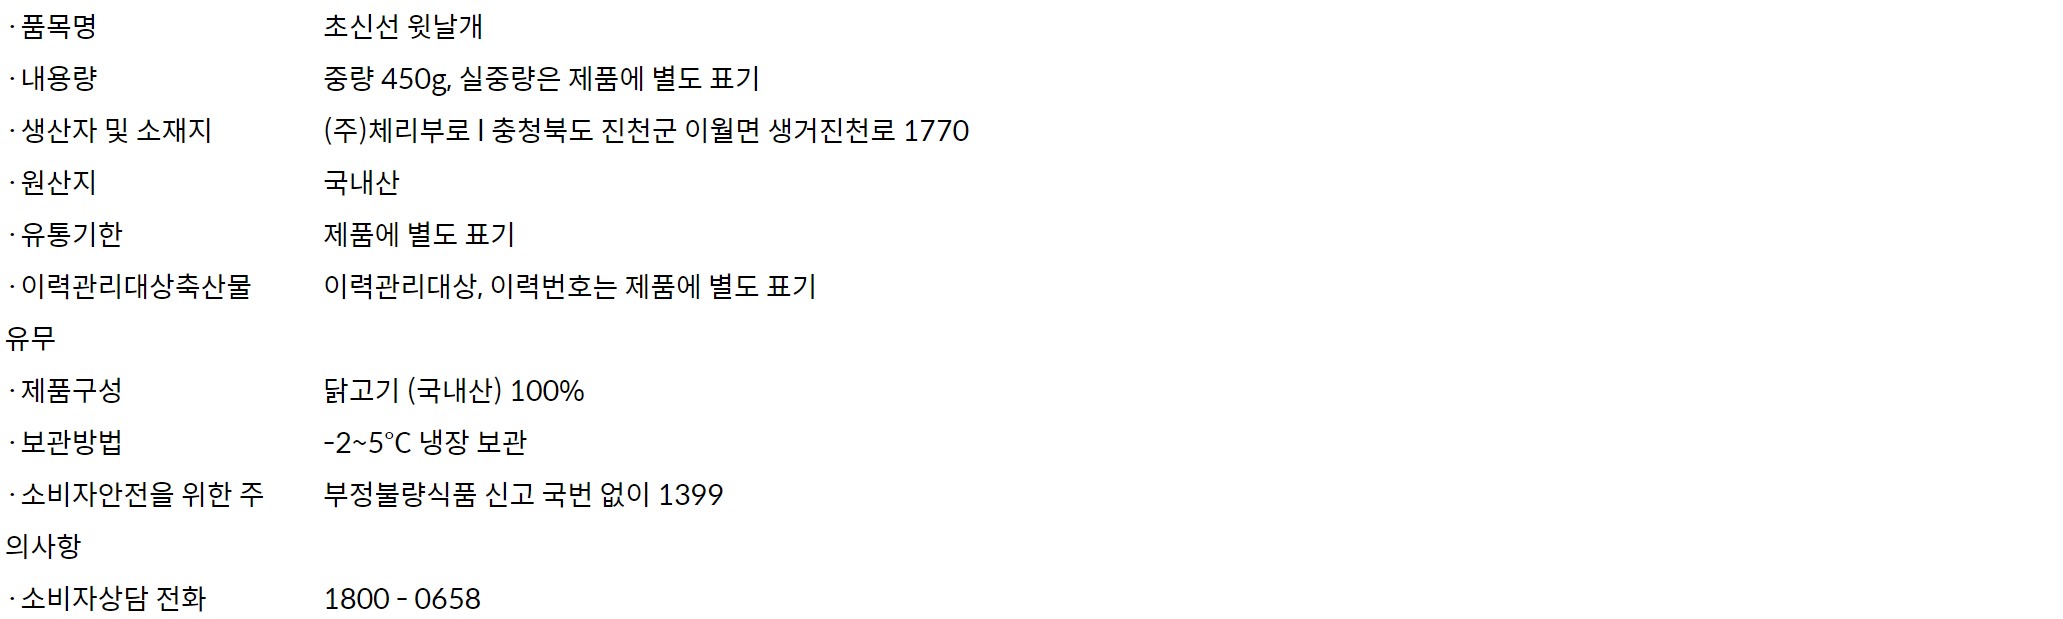 · 품목명 초신선 윗날개
· 내용량 중량 450g, 실중량은 제품에 별도 표기
· 생산자 및 소재지 (주)체리부로 l 충청북도 진천군 이월면 생거진천로 1770
· 원산지 국내산
· 유통기한 제품에 별도 표기
· 이력관리대상축산물 이력관리대상, 이력번호는 제품에 별도 표기
유무
· 제품구성 닭고기 (국내산) 100%
· 보관방법 -2~5°C 냉장 보관
· 소비자안전을 위한 주 부정불량식품 신고 국번 없이 1399
의사항
· 소비자상담 전화 1800 - 0658